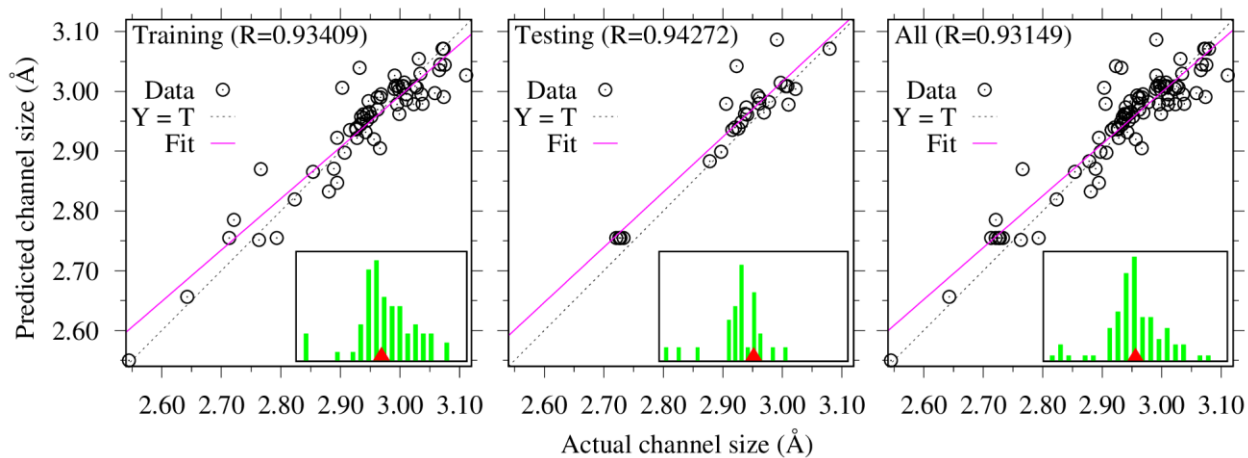 Predicted channel size (Å)
3.10
3.00
2.90
2.80
2.70
2.60
Training (R=0.93409)
Data
Y = T
Fit
2.60 2.70 2.80 2.90 3.00 3.10
Testing (R=0.94272)
Data
Y = T
Fit
2.60 2.70 2.80 2.90 3.00 3.10
All (R=0.93149)
Data
Y = T
Fit
2.60 2.70 2.80 2.90 3.00 3.10
Actual channel size (Å)